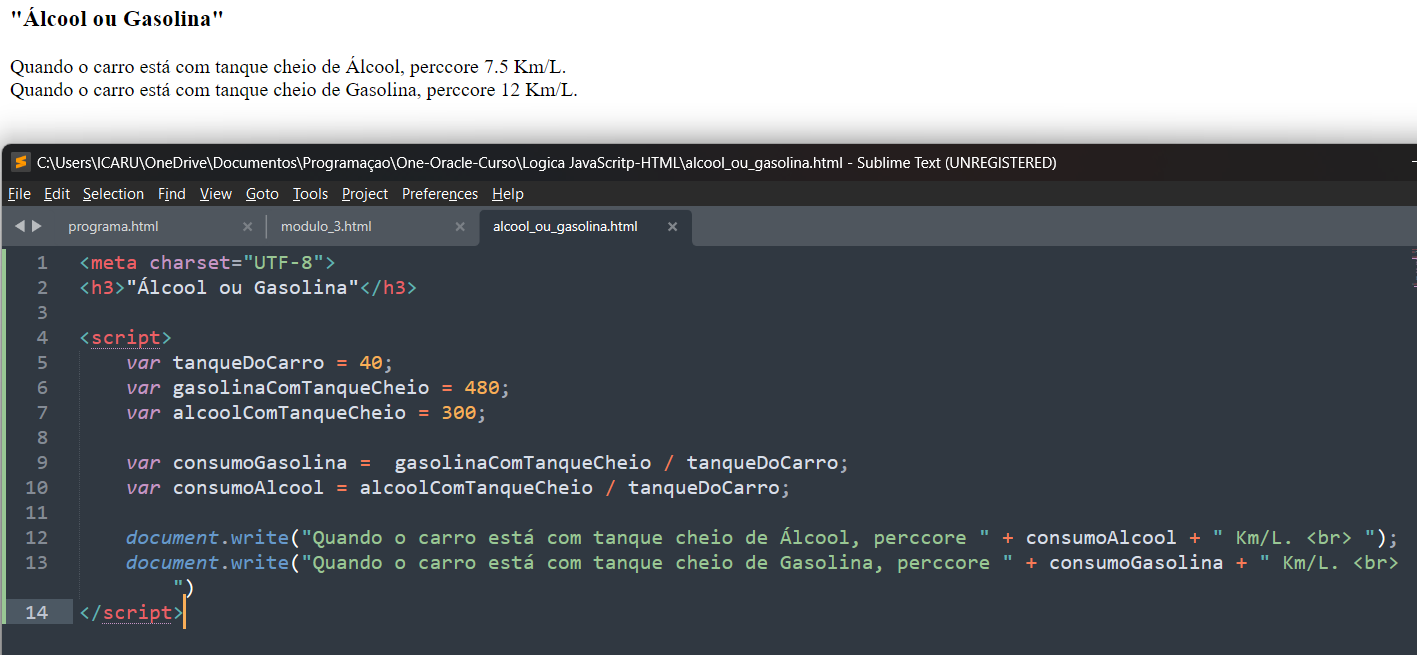 "Álcool ou Gasolina"
Quando o carro está com tanque cheio de Álcool, perccore 7.5 Km/L.
Quando o carro está com tanque cheio de Gasolina, perccore 12 Km/L.
C:\Users\ICARU\OneDrive\Documentos\Programaçao\One-Oracle-Curso\Logica JavaScritp-HTML\alcool_ou_gasolina.html - Sublime Text (UNREGISTERED)
File Edit Selection Find View Goto Tools Project Preferences Help
programa.html modulo_3.html alcool_ou_gasolina.html
1 <meta charset="UTF-8">
2 <h3>"Álcool ou Gasolina"</h3>
3
4 <script>
5 var tanqueDoCarro = 40;
6 var gasolinaComTanqueCheio = 480;
7 var alcoolComTanqueCheio = 300;
8
9 var consumoGasolina =  gasolinaComTanqueCheio / tanqueDoCarro;
10 var consumoAlcool = alcoolComTanqueCheio / tanqueDoCarro;
11
12 document.write("Quando o carro está com tanque cheio de Álcool, perccore " + consumoAlcool + " Km/L. <br> ");
13 document.write("Quando o carro está com tanque cheio de Gasolina, perccore " + consumoGasolina + " Km/L. <br>
")
14 </script>